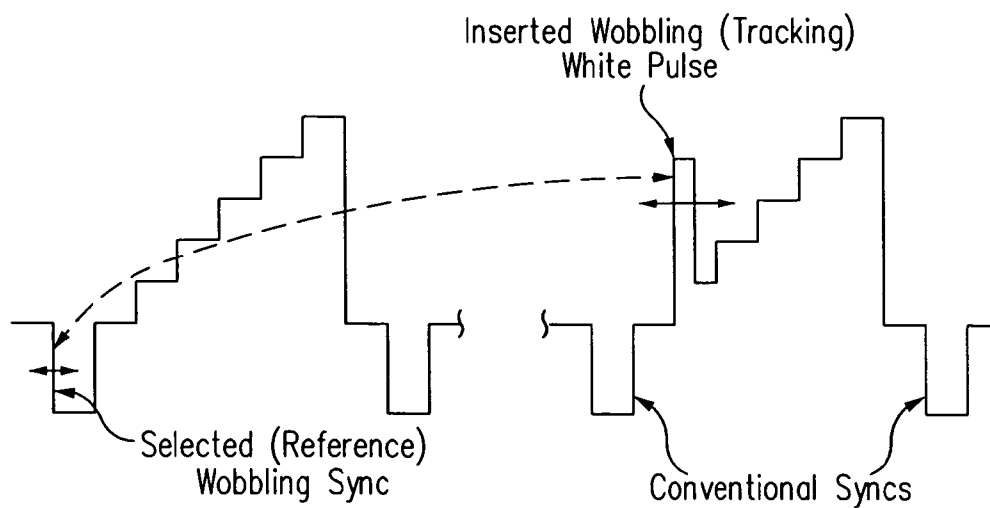 Inserted Wobbling (Tracking)
White Pulse
Selected (Reference)
Wobbling Sync
Conventional Syncs